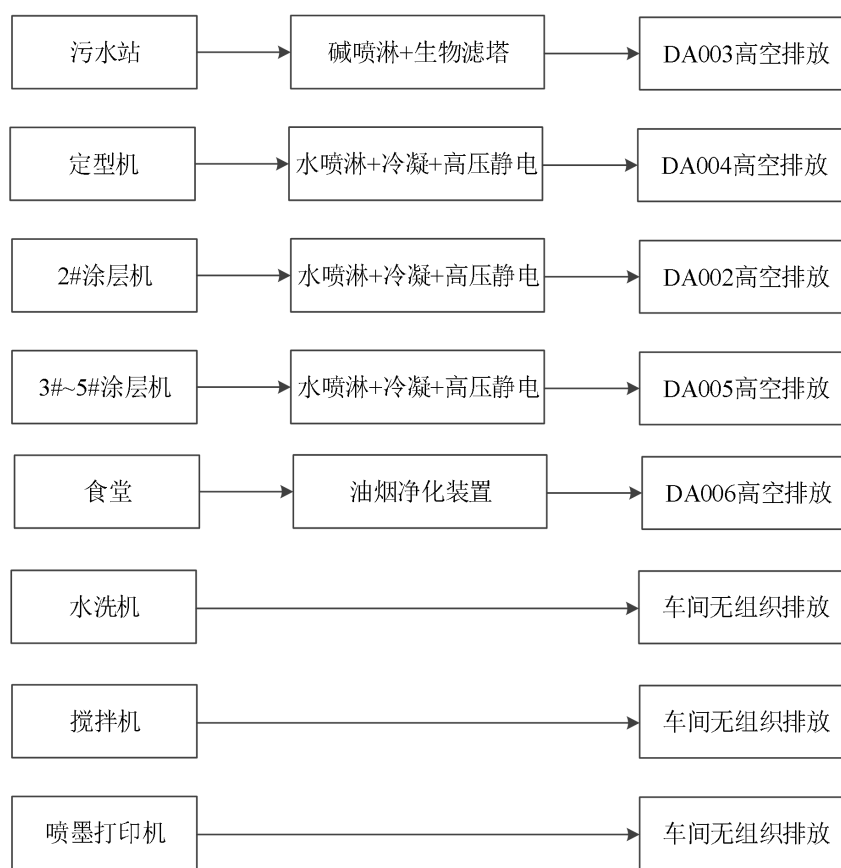 污水站
碱喷淋+生物滤塔
DA003高空排放
定型机
水喷淋+冷凝+高压静电
DA004高空排放
2#涂层机
水喷淋+冷凝+高压静电
DA002高空排放
3#~5#涂层机
水喷淋+冷凝+高压静电
DA005高空排放
食堂
油烟净化装置
DA006高空排放
水洗机
车间无组织排放
搅拌机
车间无组织排放
喷墨打印机
车间无组织排放